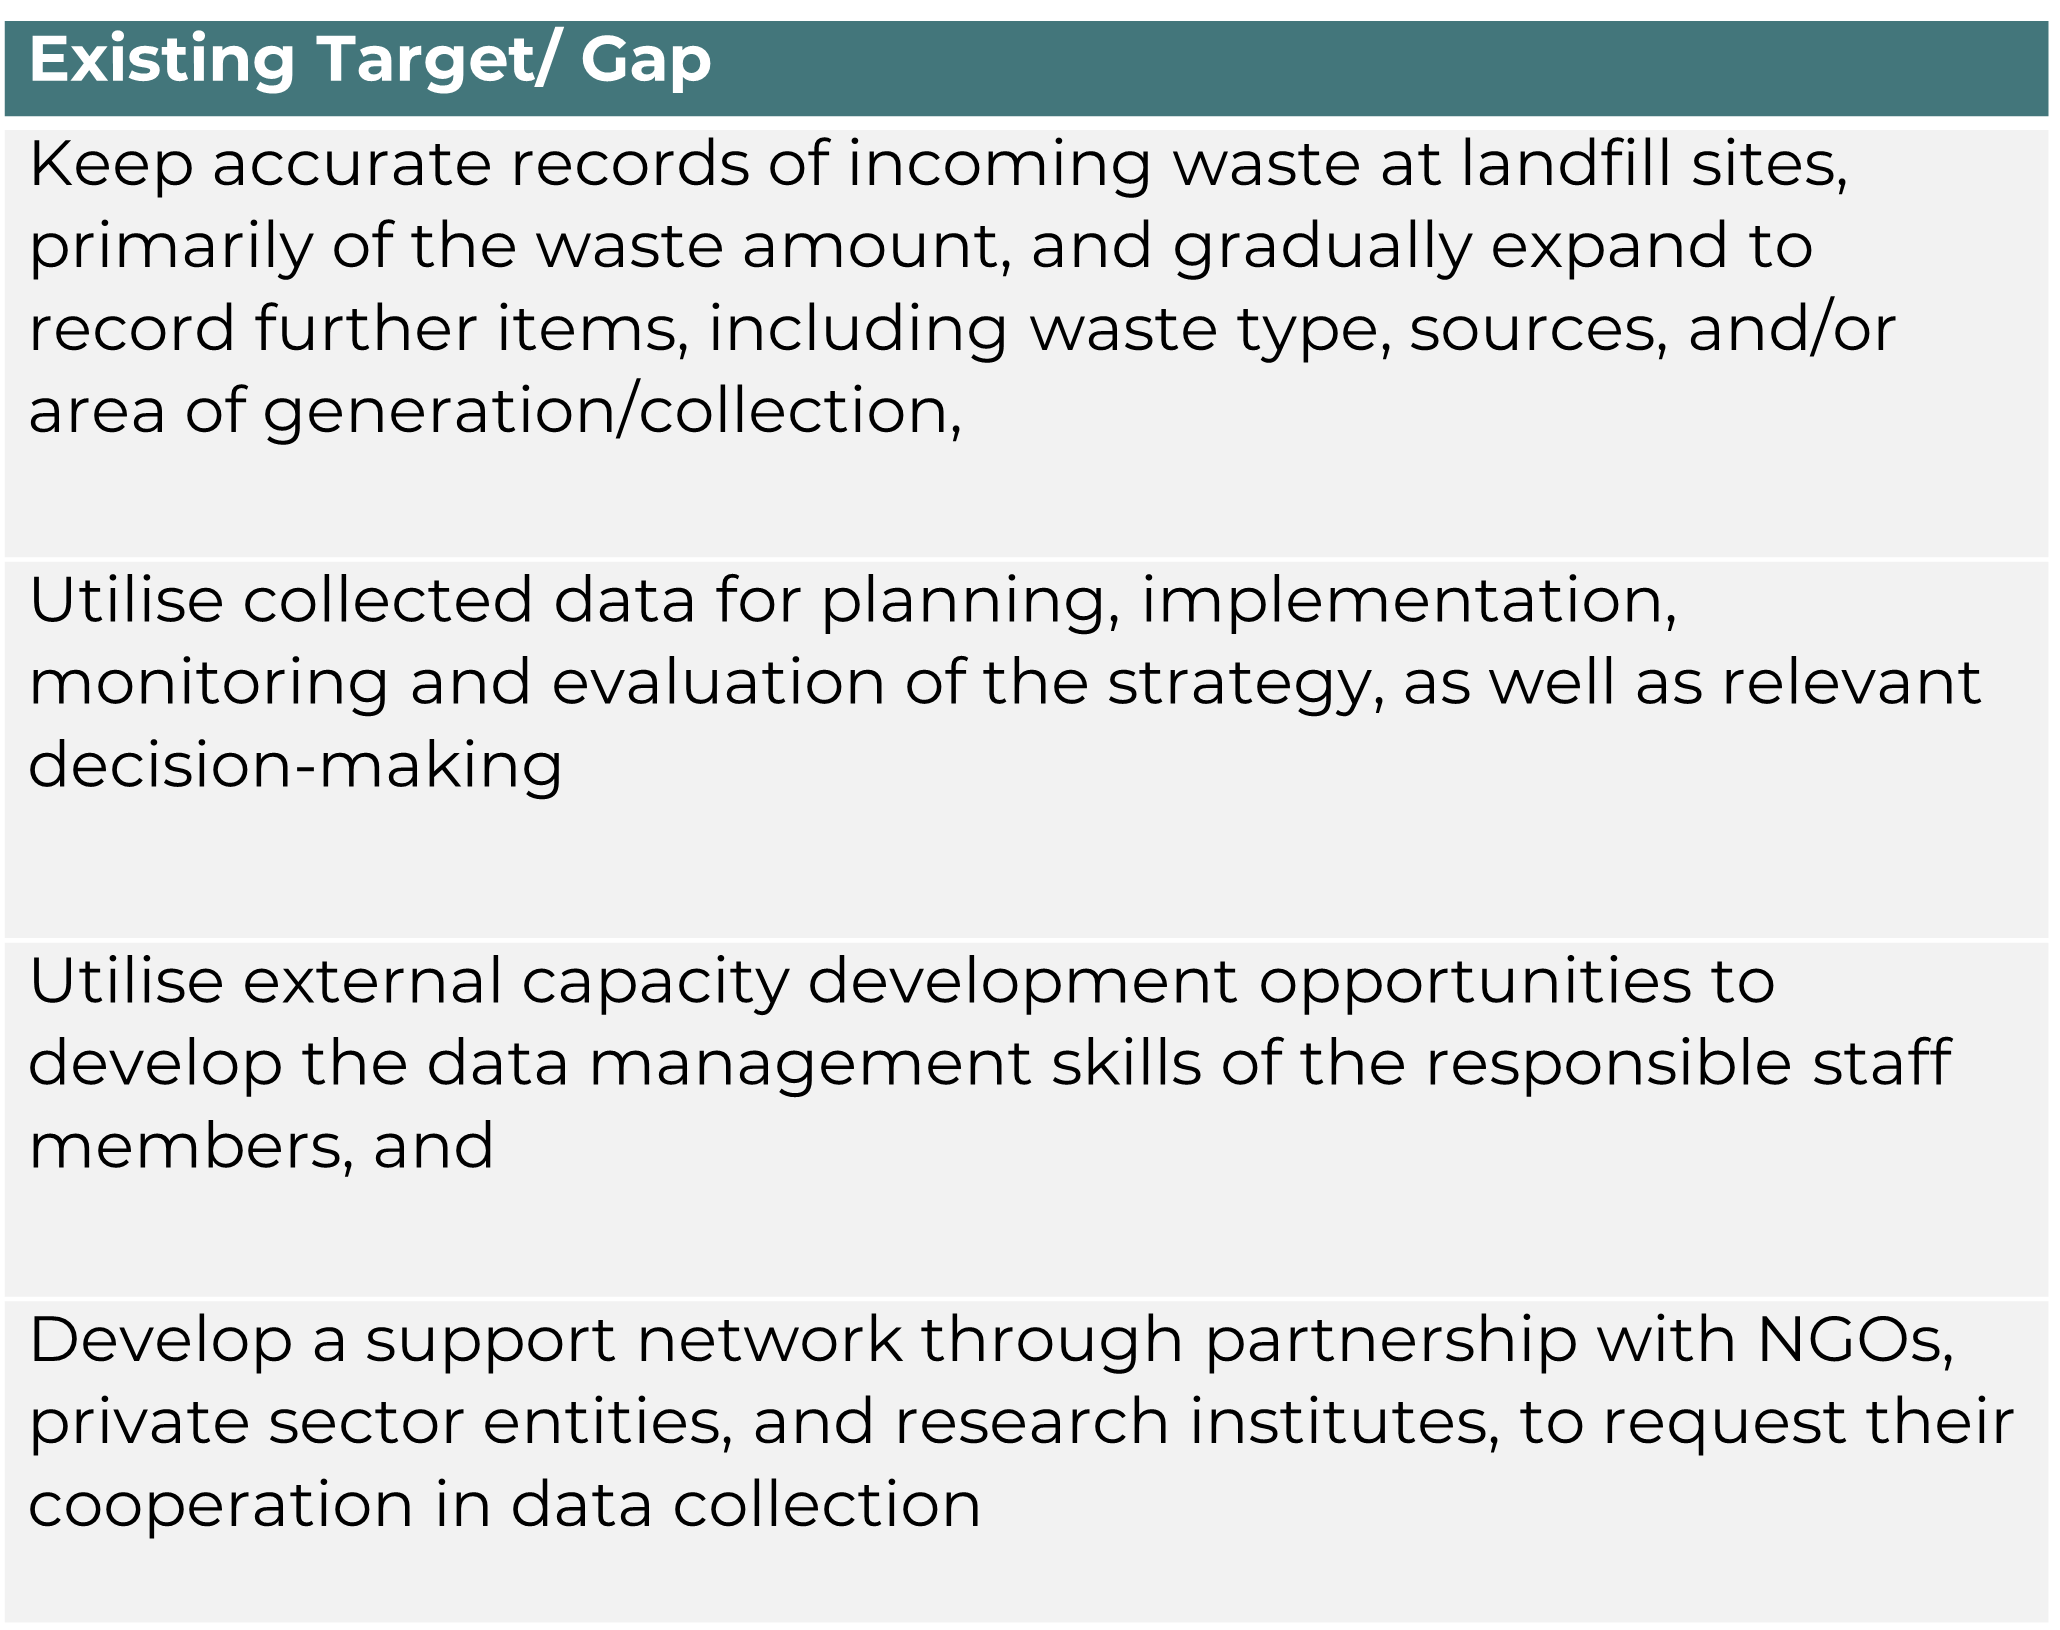 Existing Target/ Gap
Keep accurate records of incoming waste at landfill sites,
primarily of the waste amount, and gradually expand to
record further items, including waste type, sources, and/or
area of generation/collection,
Utilise collected data for planning, implementation,
monitoring and evaluation of the strategy, as well as relevant
decision-making
Utilise external capacity development opportunities to
develop the data management skills of the responsible staff
members, and
Develop a support network through partnership with NGOs,
private sector entities, and research institutes, to request their
cooperation in data collection